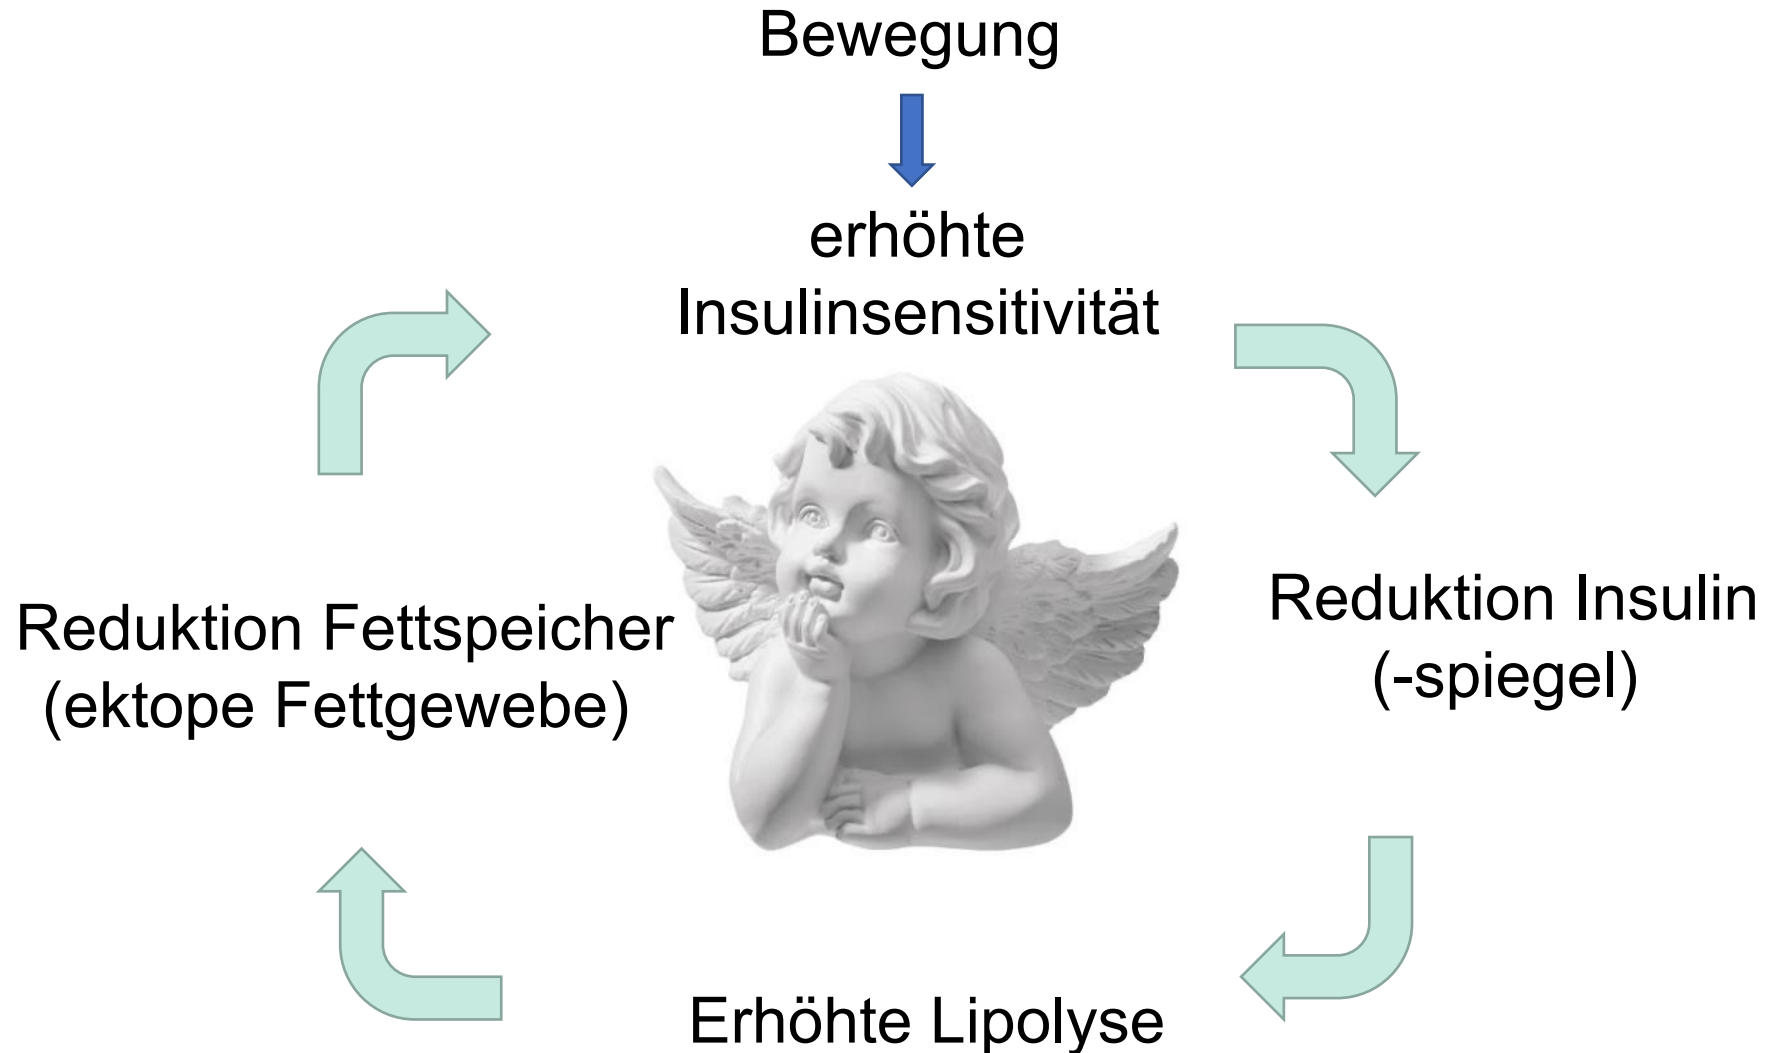 Bewegung
erhöhte
Insulinsensitivität
Reduktion Insulin
(-spiegel)
Erhöhte Lipolyse
Reduktion Fettspeicher
(ektope Fettgewebe)